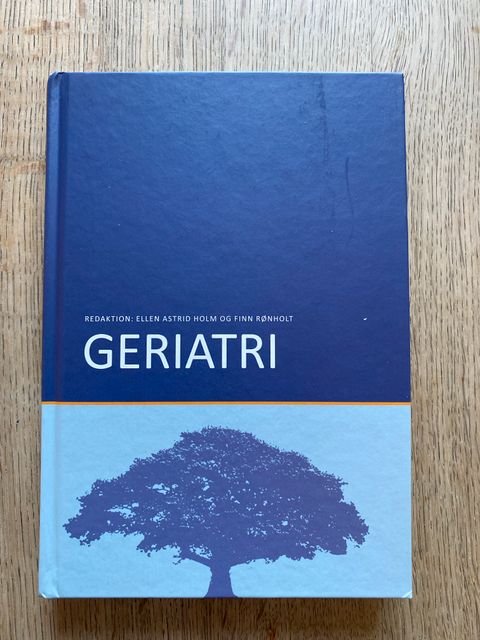 REDAKTION: ELLEN ASTRID HOLM OG FINN RØNHOLT
GERIATRI